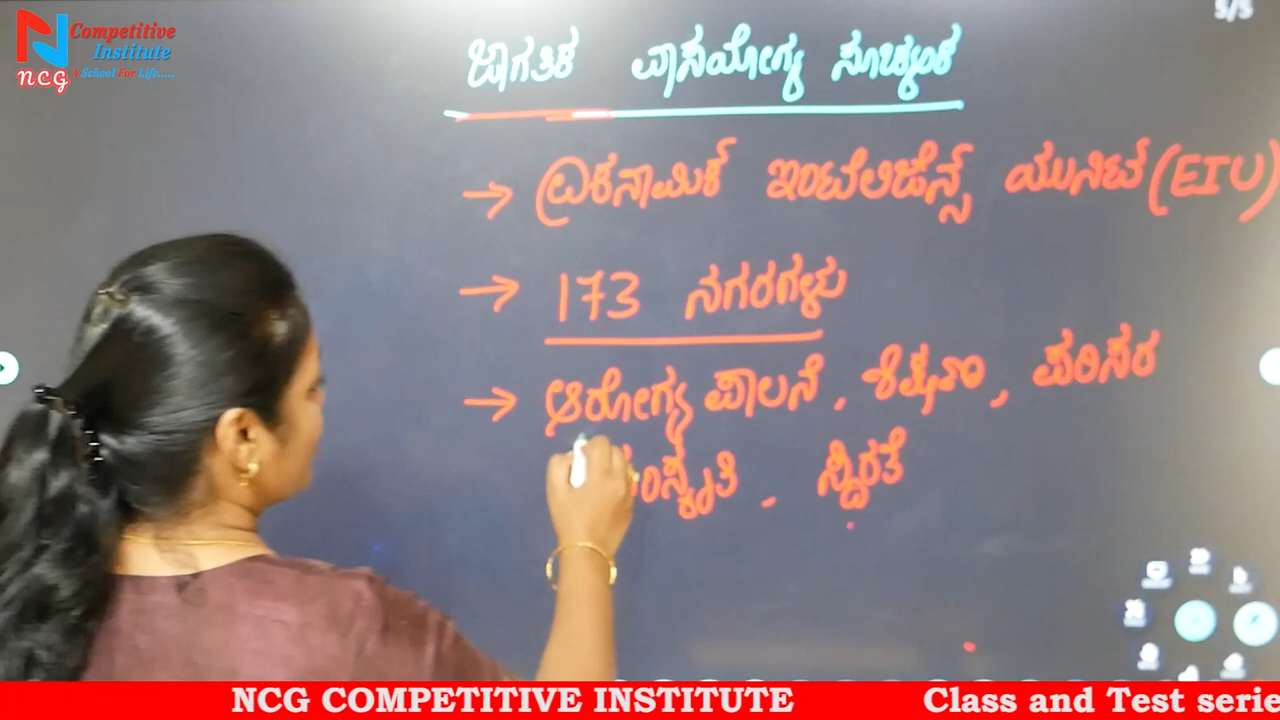 Competitive
Institute
NCG A School For Life.....
5/5
ಜಾಗತಿಕ ವಾಸಯೋಗ್ಯ ಸೂಚ್ಯಂಕ
→ ಎಕನಾಮಿಕ್ ಇಂಟೆಲಿಜೆನ್ಸ್ ಯುನಿಟ್ (EIU)
→ 173 ನಗರಗಳು
→ ಆರೋಗ್ಯ ಪಾಲನೆ, ಶಿಕ್ಷಣ, ಪರಿಸರ
ಸಂಸ್ಕೃತಿ, ಸ್ಥಿರತೆ
NCG COMPETITIVE INSTITUTE Class and Test serie